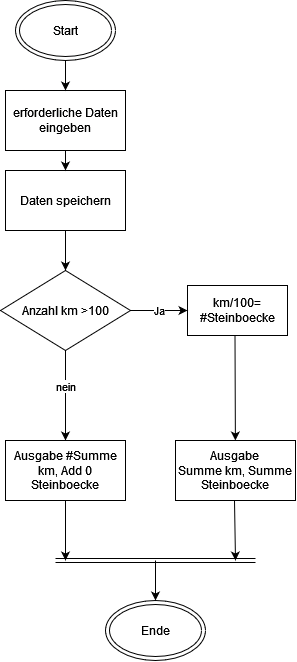 Start
erforderliche Daten
eingeben
Daten speichern
Anzahl km >100
Ja
km/100=
#Steinboecke
nein
Ausgabe #Summe
km, Add 0
Steinboecke
Ausgabe
Summe km, Summe
Steinboecke
Ende